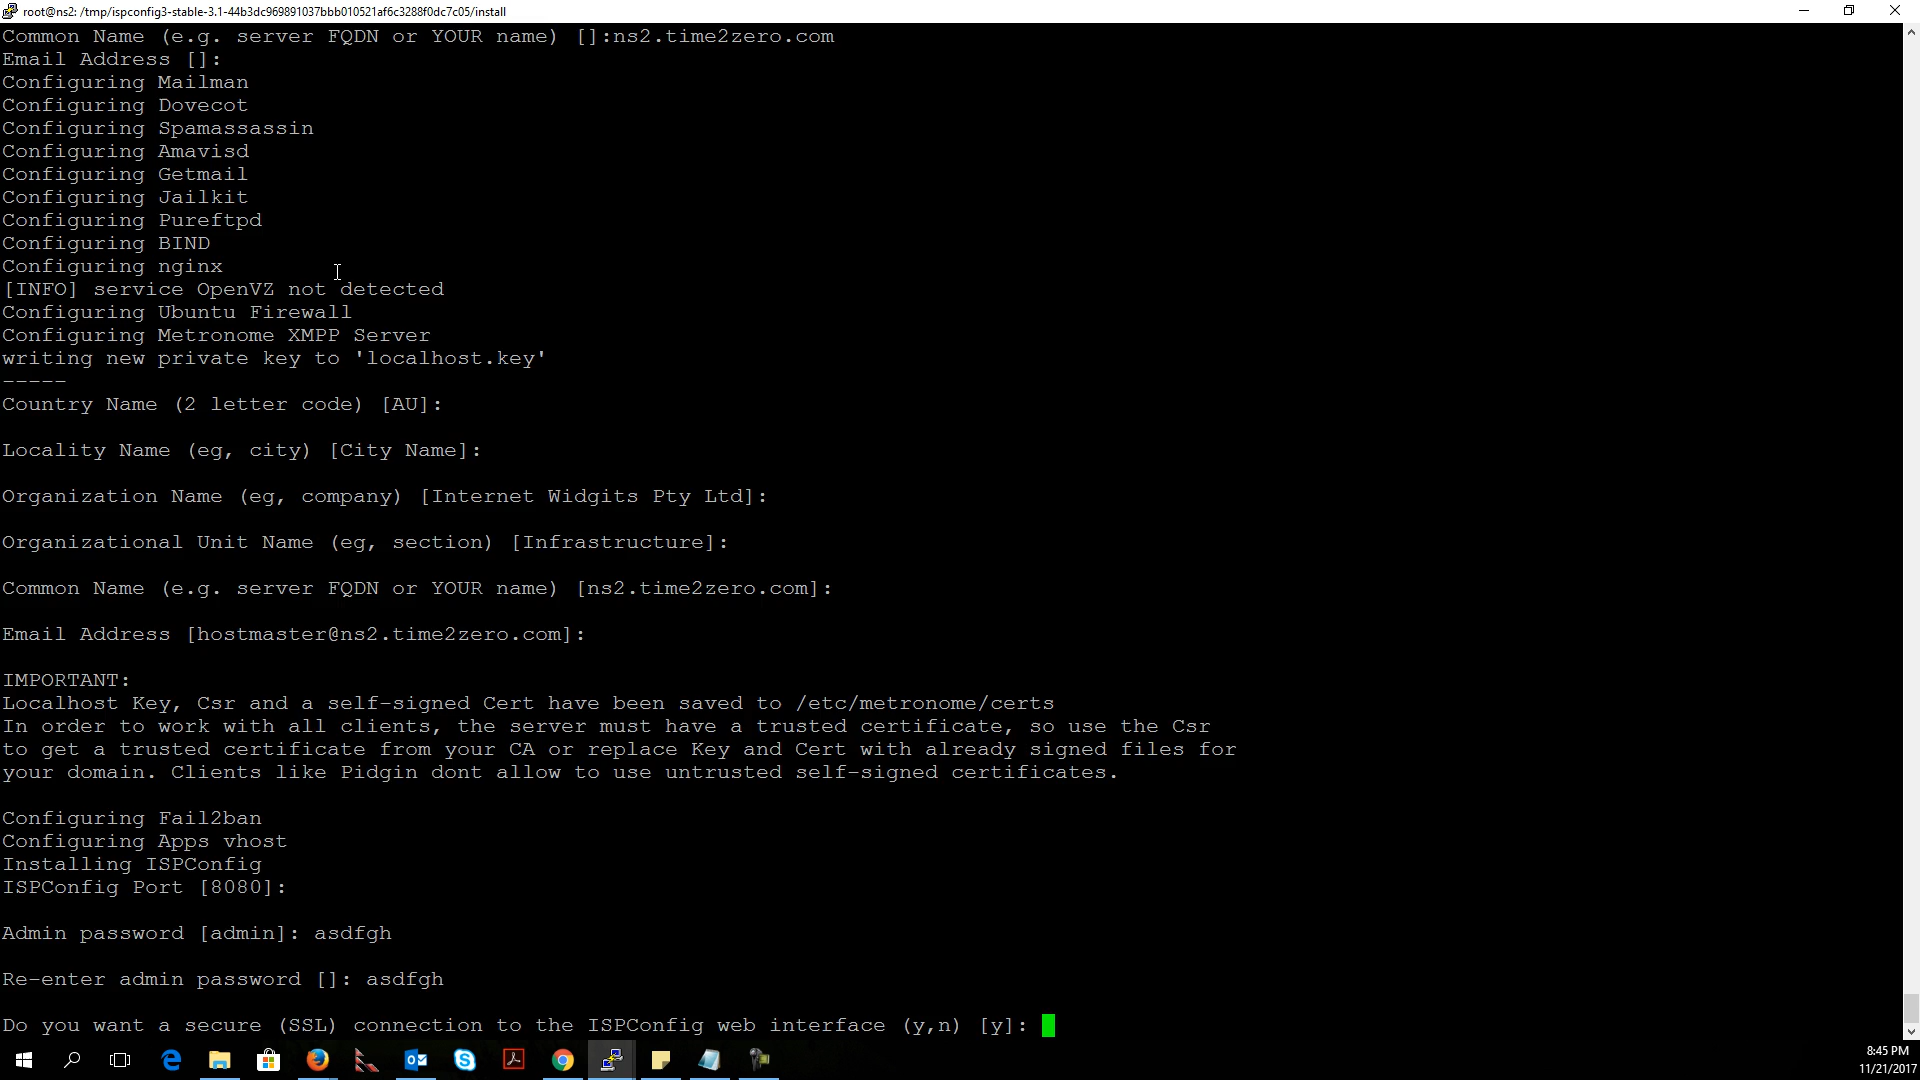 root@ns2: /tmp/ispconfig3-stable-3.1-44b3dc969891037bbb010521af6c3288f0dc7c05/install
Common Name (e.g. server FQDN or YOUR name) []:ns2.time2zero.com
Email Address []:
Configuring Mailman
Configuring Dovecot
Configuring Spamassassin
Configuring Amavisd
Configuring Getmail
Configuring Jailkit
Configuring Pureftpd
Configuring BIND
Configuring nginx
[INFO] service OpenVZ not detected
Configuring Ubuntu Firewall
Configuring Metronome XMPP Server
writing new private key to 'localhost.key'
-----
Country Name (2 letter code) [AU]:
Locality Name (eg, city) [City Name]:
Organization Name (eg, company) [Internet Widgits Pty Ltd]:
Organizational Unit Name (eg, section) [Infrastructure]:
Common Name (e.g. server FQDN or YOUR name) [ns2.time2zero.com]:
Email Address [hostmaster@ns2.time2zero.com]:
IMPORTANT:
Localhost Key, Csr and a self-signed Cert have been saved to /etc/metronome/certs
In order to work with all clients, the server must have a trusted certificate, so use the Csr
to get a trusted certificate from your CA or replace Key and Cert with already signed files for
your domain. Clients like Pidgin dont allow to use untrusted self-signed certificates.
Configuring Fail2ban
Configuring Apps vhost
Installing ISPConfig
ISPConfig Port [8080]:
Admin password [admin]: asdfgh
Re-enter admin password []: asdfgh
Do you want a secure (SSL) connection to the ISPConfig web interface (y,n) [y]:
8:45 PM
11/21/2017